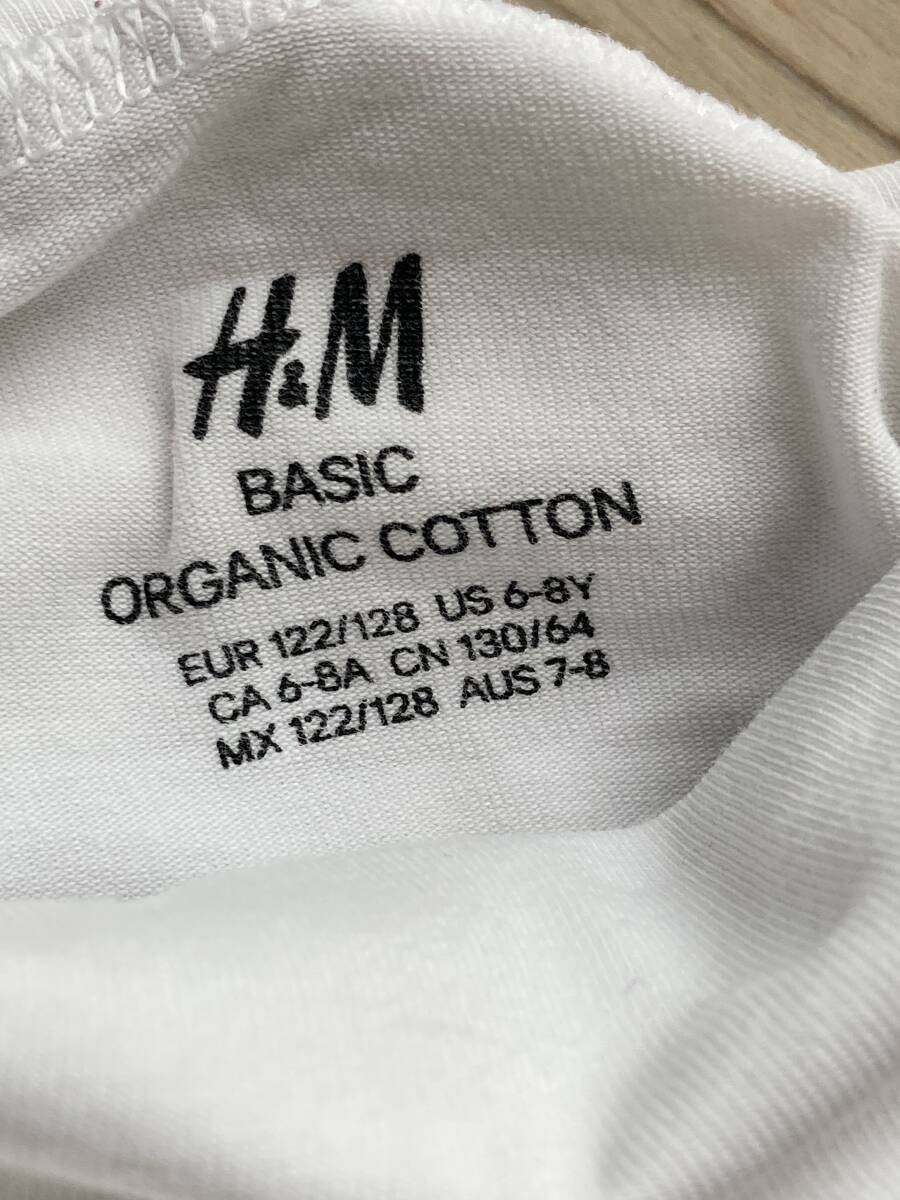 H&M
BASIC
ORGANIC COTTON
EUR 122/128 US 6-8Y
CA 6-8A CN 130/64
MX 122/128 AUS 7-8